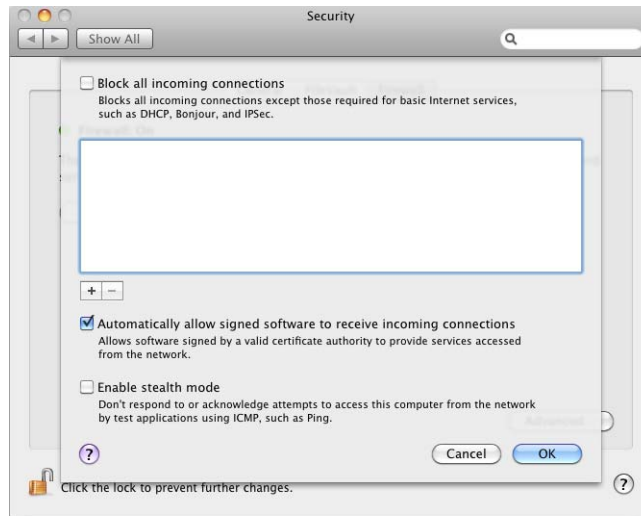 Security
Show All
Block all incoming connections
Blocks all incoming connections except those required for basic Internet services,
such as DHCP, Bonjour, and IPSec.
Firewall: On
+ −
Automatically allow signed software to receive incoming connections
Allows software signed by a valid certificate authority to provide services accessed
from the network.
Enable stealth mode
Don't respond to or acknowledge attempts to access this computer from the network
by test applications using ICMP, such as Ping.
Advanced
? Cancel OK
Click the lock to prevent further changes. ?